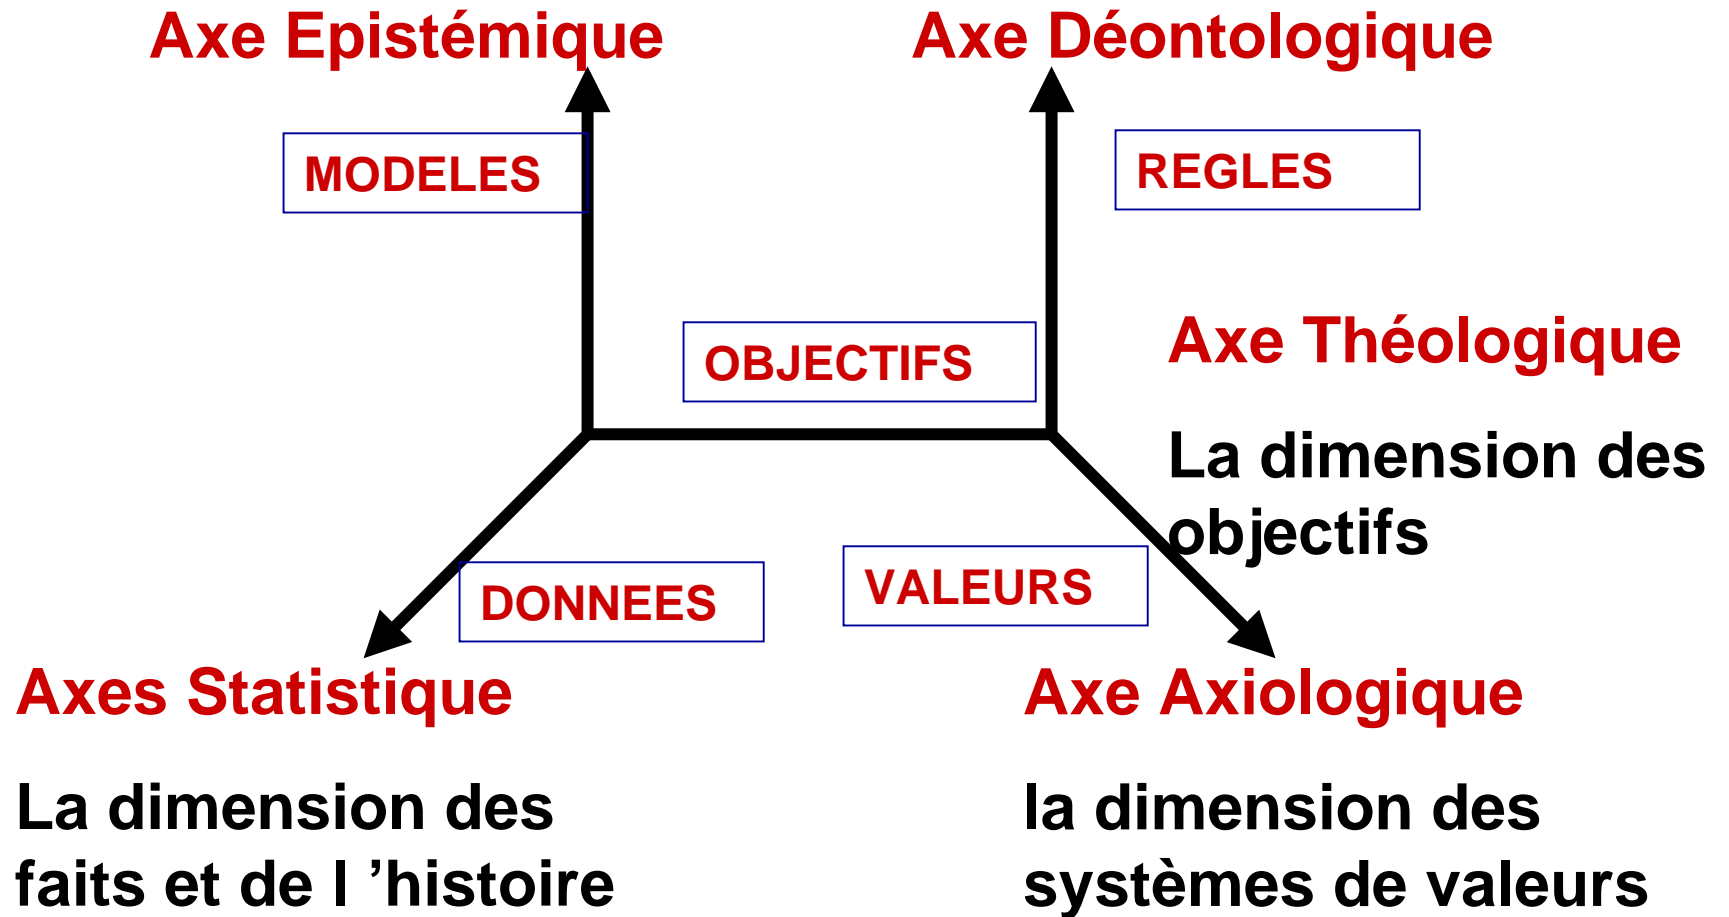 Axe Epistémique
Axe Déontologique
MODELES
REGLES
OBJECTIFS
Axe Théologique
La dimension des
objectifs
DONNEES
VALEURS
Axes Statistique
La dimension des
faits et de l ’histoire
Axe Axiologique
la dimension des
systèmes de valeurs